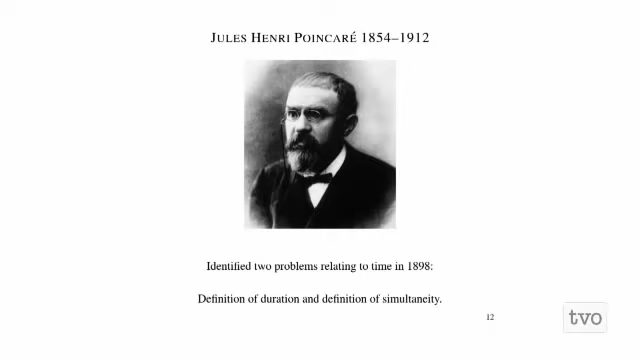 JULES HENRI POINCARÉ 1854–1912
Identified two problems relating to time in 1898:
Definition of duration and definition of simultaneity.
12
tvo